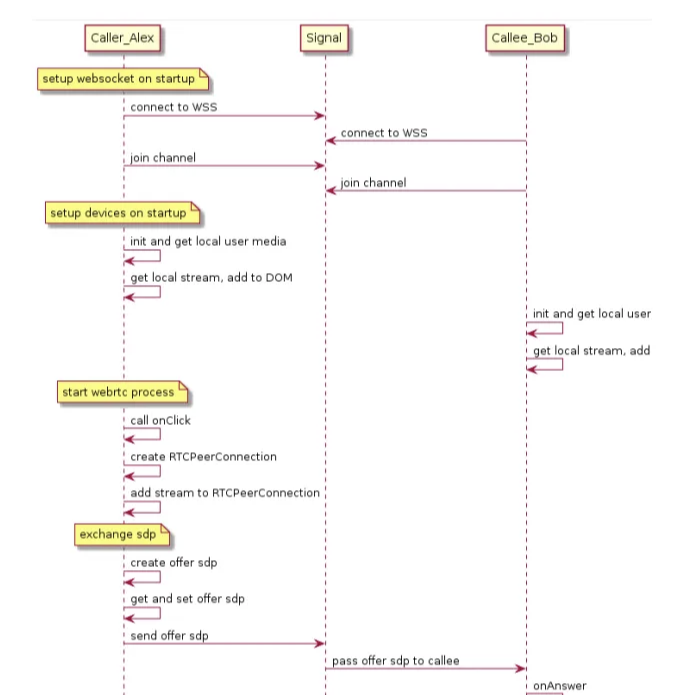 Caller_Alex
Signal
Callee_Bob
setup websocket on startup
connect to WSS
connect to WSS
join channel
join channel
setup devices on startup
init and get local user media
get local stream, add to DOM
init and get local user
get local stream, add
start webrtc process
call onClick
create RTCPeerConnection
add stream to RTCPeerConnection
exchange sdp
create offer sdp
get and set offer sdp
send offer sdp
pass offer sdp to callee
onAnswer